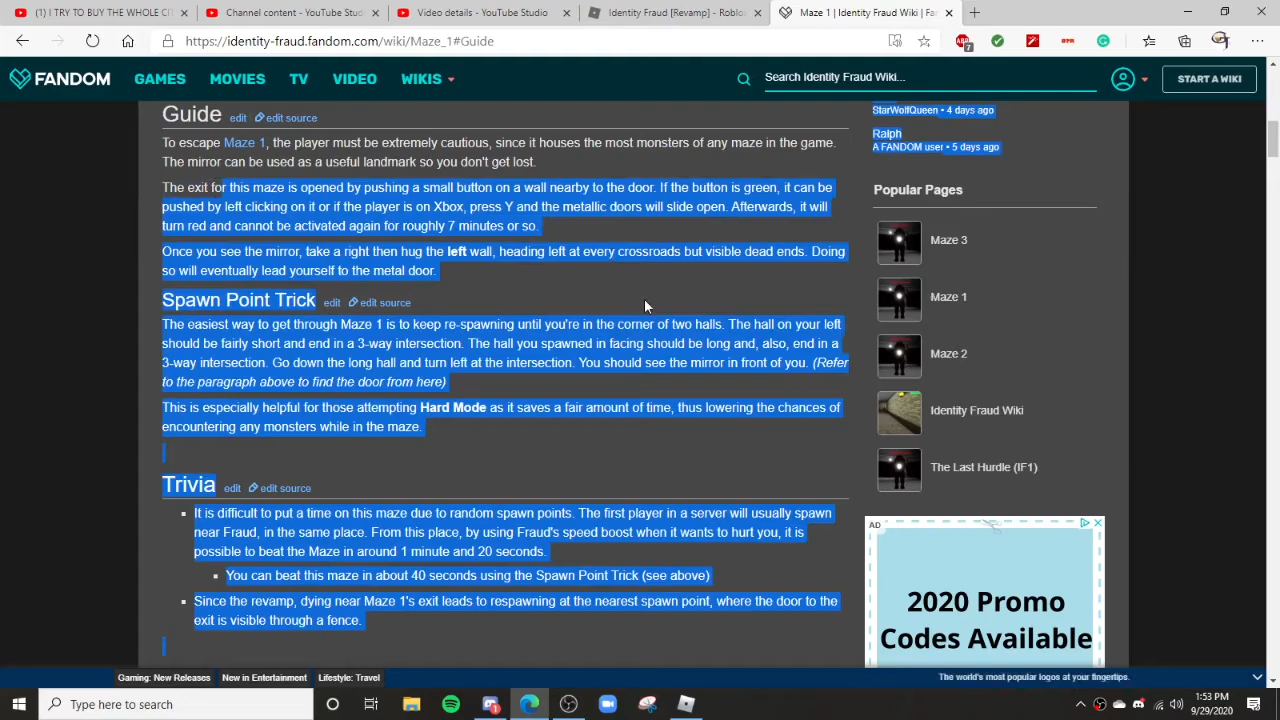 (1) I TRY TO BUY THE WHOLE CIT
Channel content - YouTube Studi
Video details - YouTube Studio
Identity Fraud [Revamp] - Roblo
Maze 1 | Identity Fraud Wiki | Fan
https://identity-fraud.fandom.com/wiki/Maze_1#Guide
7
FANDOM
GAMES
MOVIES
TV
VIDEO
WIKIS
Search Identity Fraud Wiki...
START A WIKI
Guide edit edit source
To escape Maze 1, the player must be extremely cautious, since it houses the most monsters of any maze in the game.
The mirror can be used as a useful landmark so you don't get lost.
The exit for this maze is opened by pushing a small button on a wall nearby to the door. If the button is green, it can be
pushed by left clicking on it or if the player is on Xbox, press Y and the metallic doors will slide open. Afterwards, it will
turn red and cannot be activated again for roughly 7 minutes or so.
Once you see the mirror, take a right then hug the left wall, heading left at every crossroads but visible dead ends. Doing
so will eventually lead yourself to the metal door.
Spawn Point Trick edit edit source
The easiest way to get through Maze 1 is to keep re-spawning until you're in the corner of two halls. The hall on your left
should be fairly short and end in a 3-way intersection. The hall you spawned in facing should be long and, also, end in a
3-way intersection. Go down the long hall and turn left at the intersection. You should see the mirror in front of you. (Refer
to the paragraph above to find the door from here)
This is especially helpful for those attempting Hard Mode as it saves a fair amount of time, thus lowering the chances of
encountering any monsters while in the maze.
Trivia edit edit source
It is difficult to put a time on this maze due to random spawn points. The first player in a server will usually spawn
near Fraud, in the same place. From this place, by using Fraud's speed boost when it wants to hurt you, it is
possible to beat the Maze in around 1 minute and 20 seconds.
You can beat this maze in about 40 seconds using the Spawn Point Trick (see above)
Since the revamp, dying near Maze 1's exit leads to respawning at the nearest spawn point, where the door to the
exit is visible through a fence.
StarWolfQueen • 4 days ago
Ralph
A FANDOM user • 5 days ago
Popular Pages
Maze 3
Maze 1
Maze 2
Identity Fraud Wiki
The Last Hurdle (IF1)
AD
2020 Promo
Codes Available
Gaming: New Releases
New in Entertainment
Lifestyle: Travel
The world's most popular logos at your fingertips.
Type here to search
1:53 PM
9/29/2020